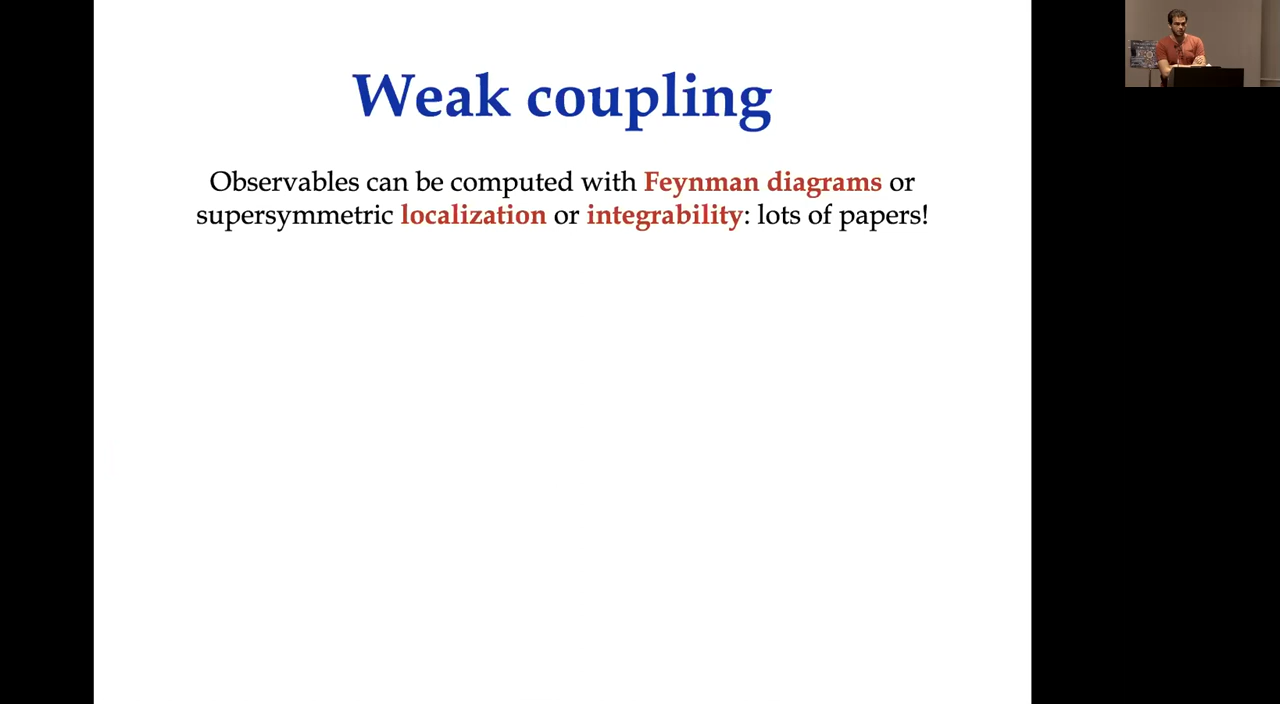 Weak coupling
Observables can be computed with Feynman diagrams or
supersymmetric localization or integrability: lots of papers!